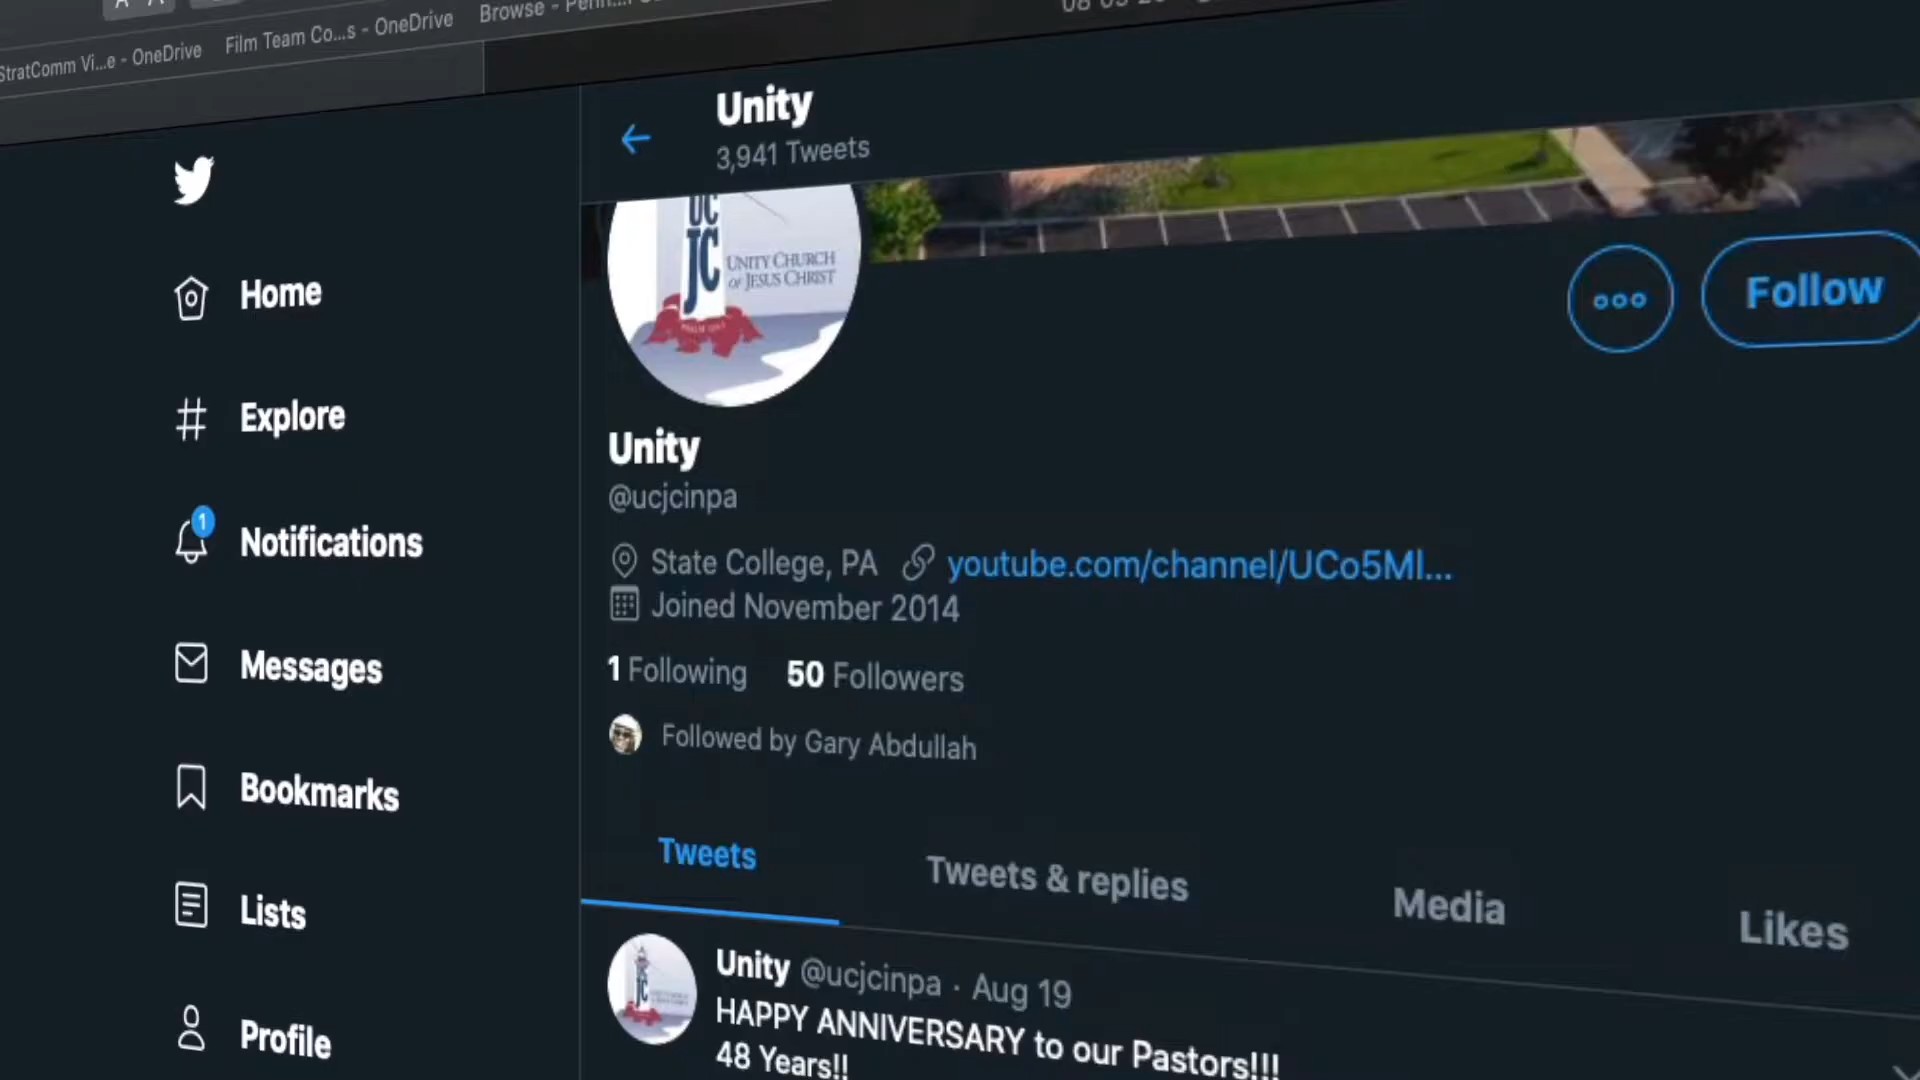 StratComm Vi...e - OneDrive
Film Team Co...s - OneDrive
Browse -
Unity
3,941 Tweets
UC
JC
UNITY CHURCH
OF JESUS CHRIST
Home
Explore
1
Notifications
Messages
Bookmarks
Lists
Profile
Follow
Unity
@ucjcinpa
State College, PA
youtube.com/channel/UCo5Ml...
Joined November 2014
1 Following 50 Followers
Followed by Gary Abdullah
Tweets
Tweets & replies
Media
Likes
Unity @ucjcinpa · Aug 19
HAPPY ANNIVERSARY to our Pastors!!!
48 Years!!